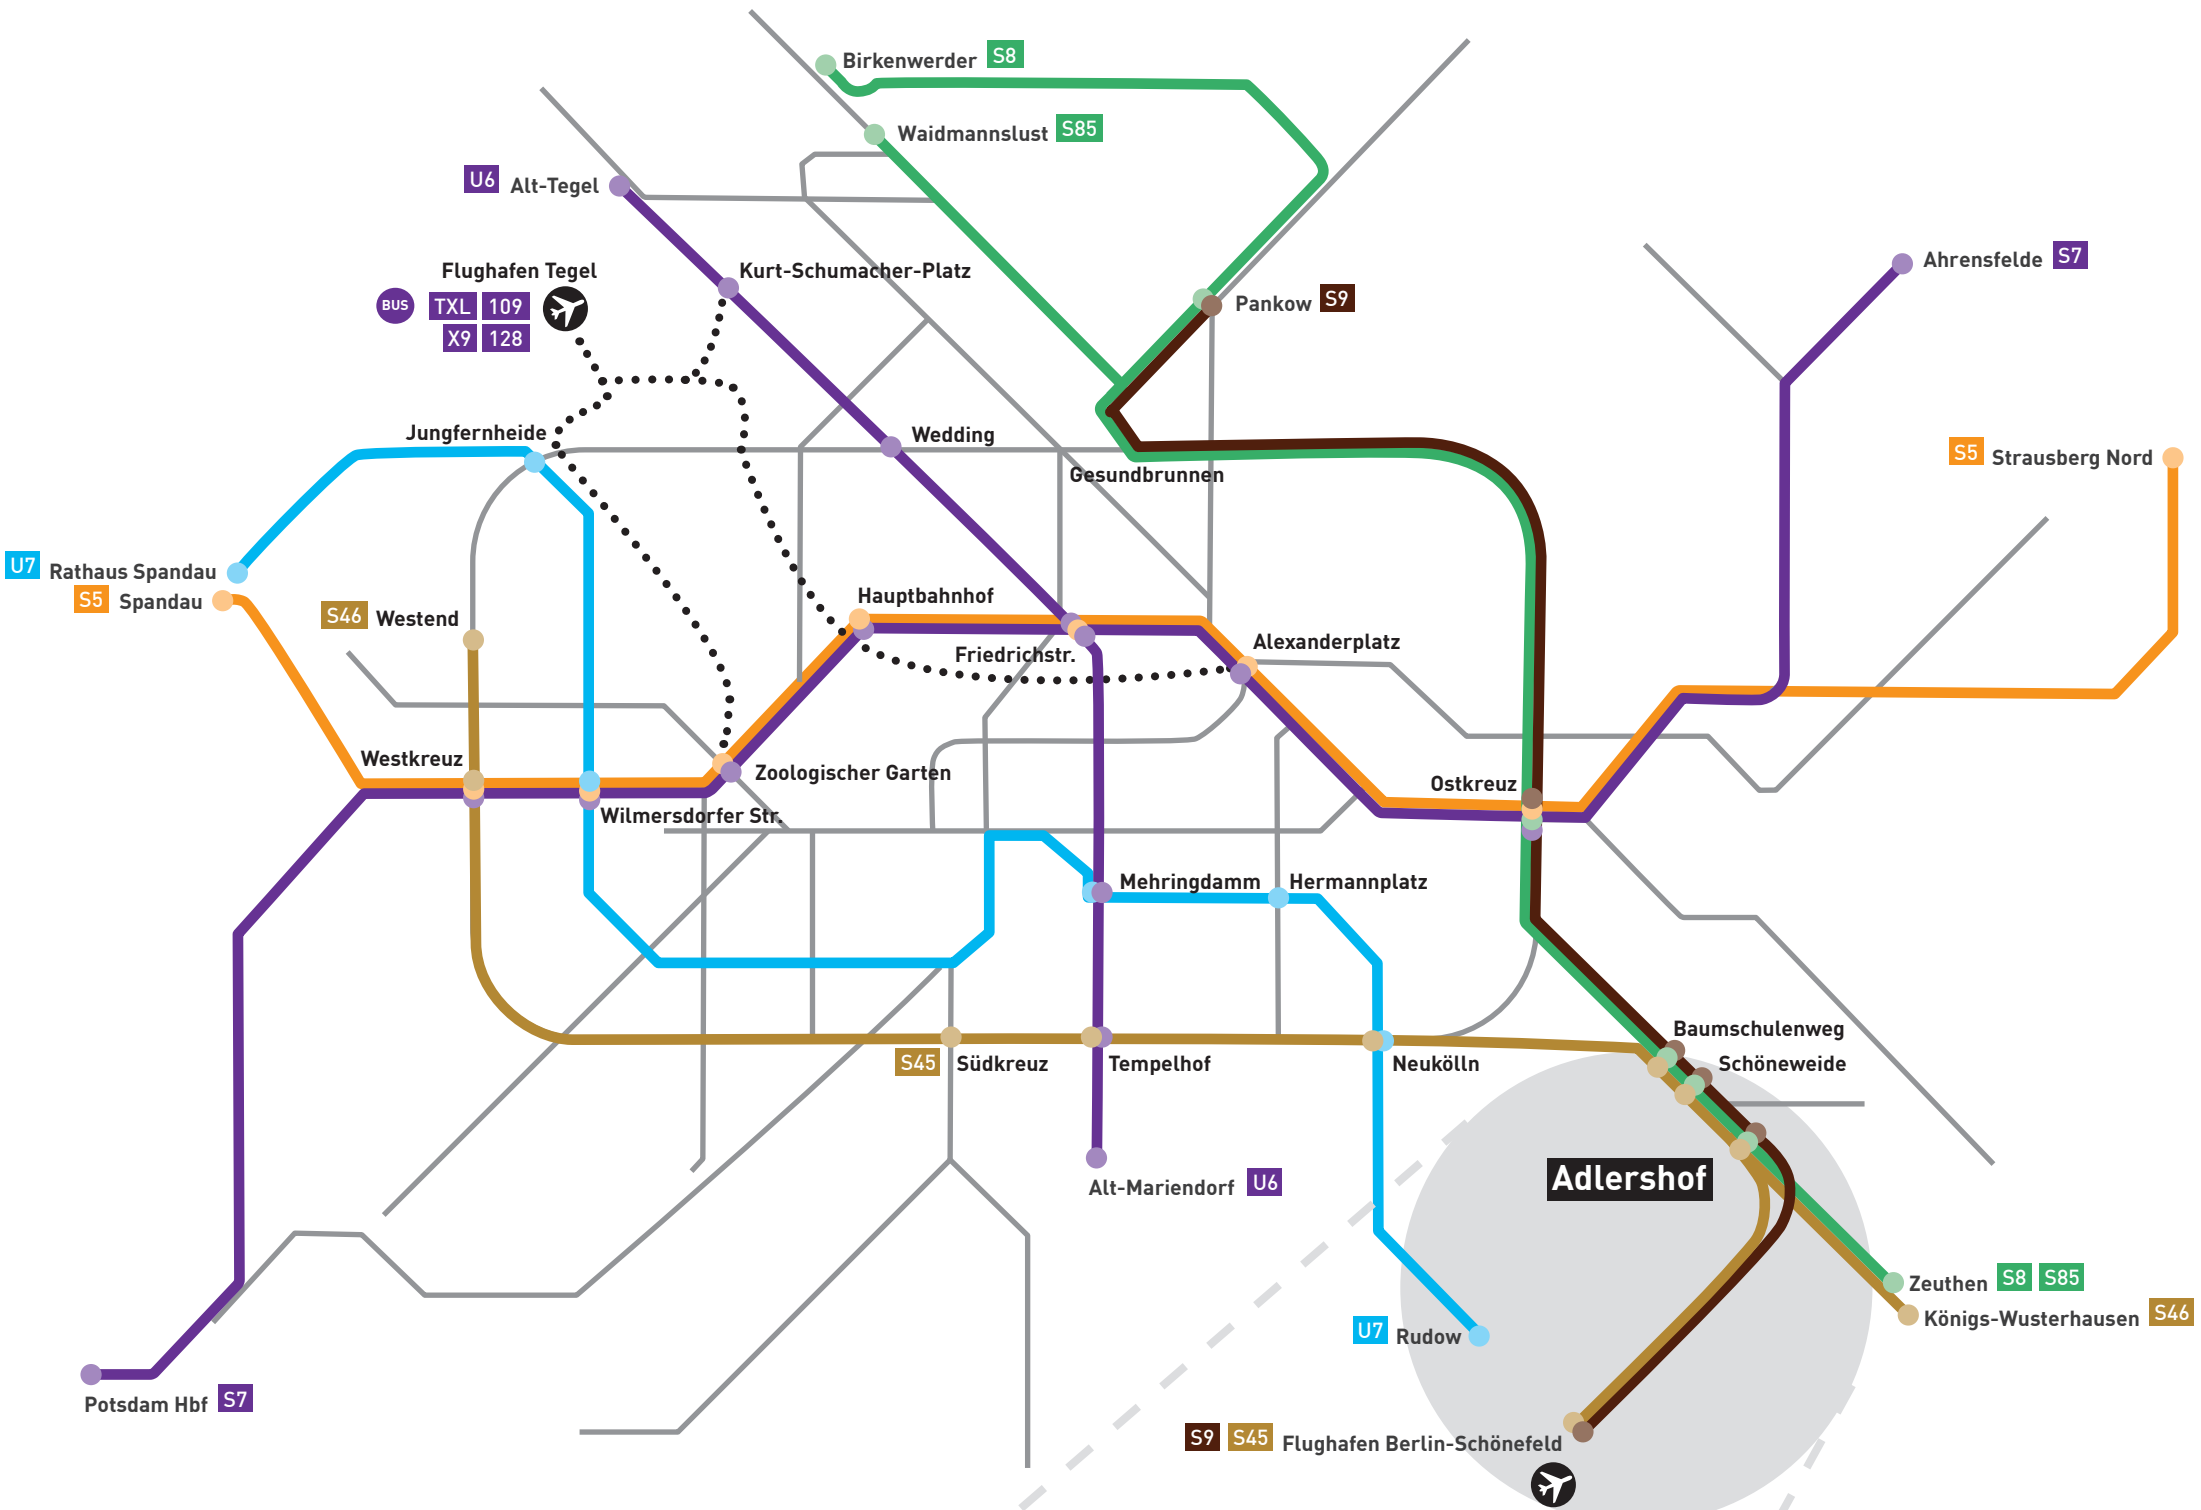 Birkenwerder S8
Waidmannslust S85
U6 Alt-Tegel
Flughafen Tegel
BUS TXL 109
X9 128
Kurt-Schumacher-Platz
Pankow S9
Ahrensfelde S7
Jungfernheide
Wedding
Gesundbrunnen
S5 Strausberg Nord
U7 Rathaus Spandau
S5 Spandau
S46 Westend
Hauptbahnhof
Friedrichstr.
Alexanderplatz
Westkreuz
Zoologischer Garten
Wilmersdorfer Str.
Ostkreuz
Mehringdamm
Hermannplatz
Baumschulenweg
Schöneweide
S45 Südkreuz
Tempelhof
Neukölln
Alt-Mariendorf U6
Adlershof
Zeuthen S8 S85
Königs-Wusterhausen S46
U7 Rudow
Potsdam Hbf S7
S9 S45 Flughafen Berlin-Schönefeld